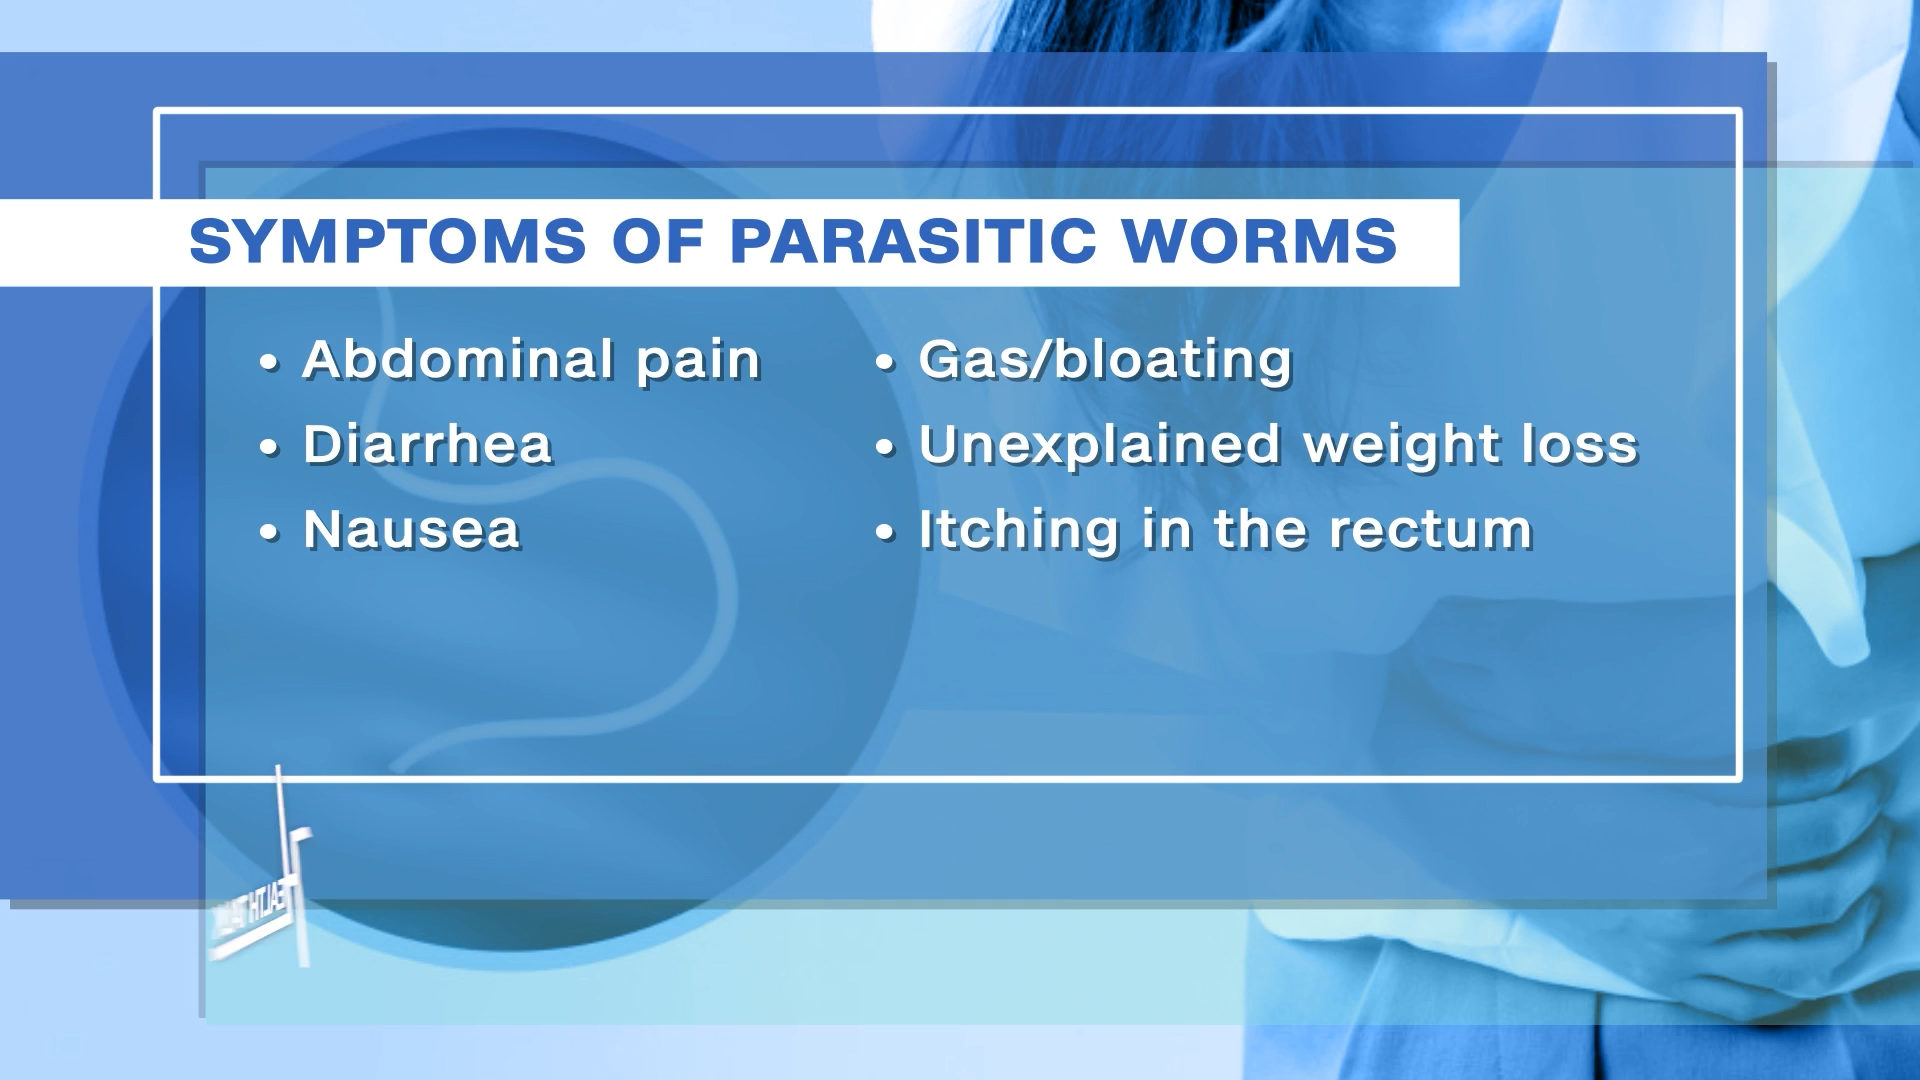 SYMPTOMS OF PARASITIC WORMS
• Abdominal pain
• Diarrhea
• Nausea
• Gas/bloating
• Unexplained weight loss
• Itching in the rectum